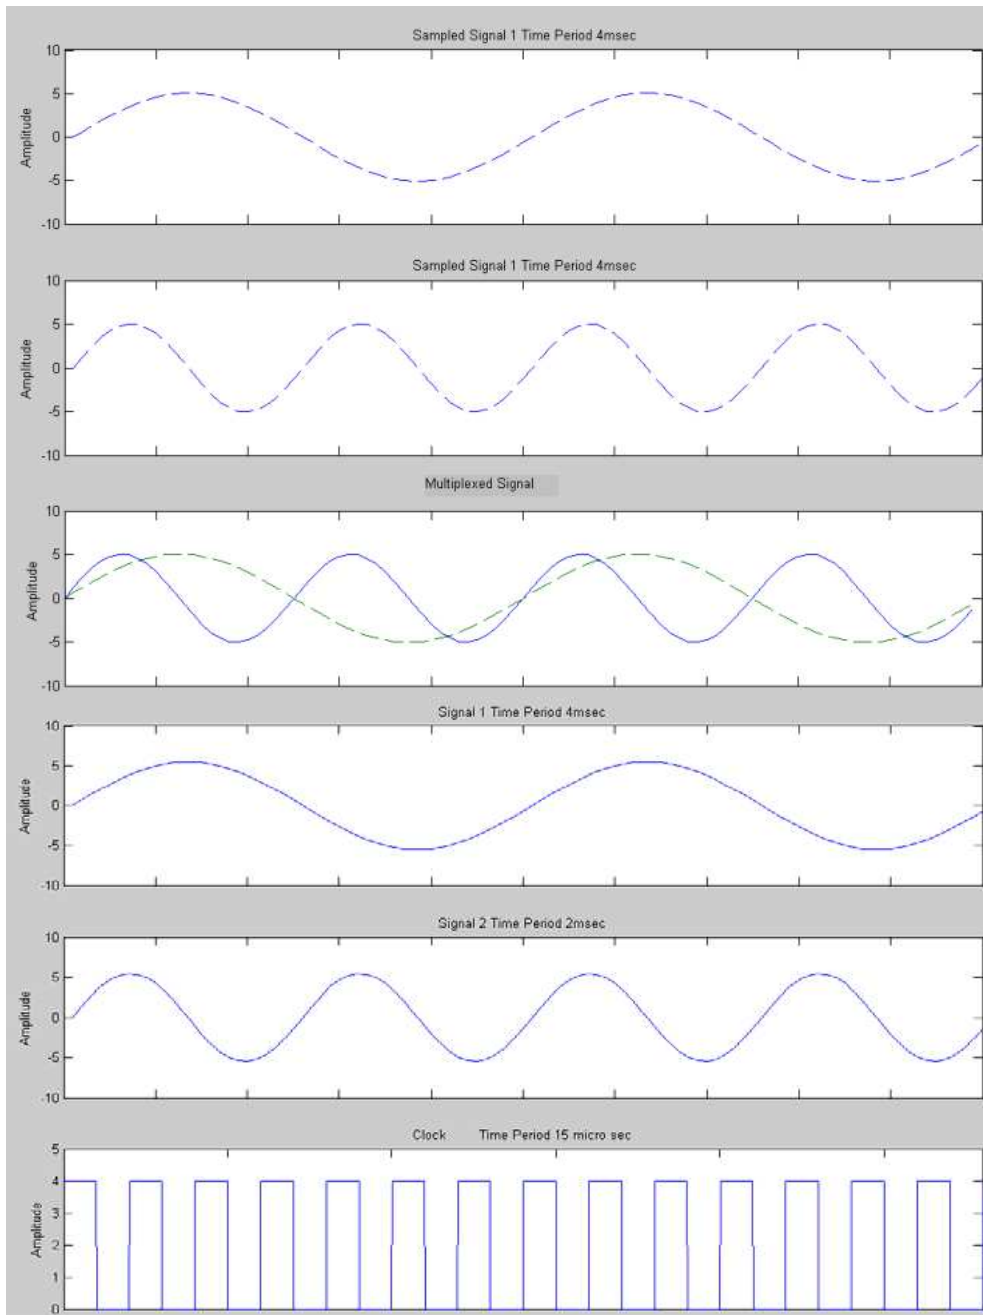 Sampled Signal 1 Time Period 4msec
10
5
0
-5
-10
Amplitude
Sampled Signal 1 Time Period 4msec
10
5
0
-5
-10
Amplitude
Multiplexed Signal
10
5
0
-5
-10
Amplitude
Signal 1 Time Period 4msec
10
5
0
-5
-10
Amplitude
Signal 2 Time Period 2msec
10
5
0
-5
-10
Amplitude
Clock Time Period 15 micro sec
5
4
3
2
1
0
Amplitude